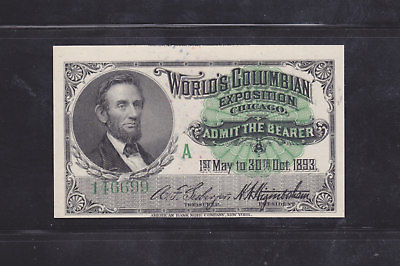 WORLD'S COLUMBIAN
EXPOSITION
CHICAGO,
ADMIT THE BEARER
A
1ST May to 30TH Oct. 1893.
116699
TREASURER. PRESIDENT.
AMERICAN BANK NOTE COMPANY, NEW YORK.